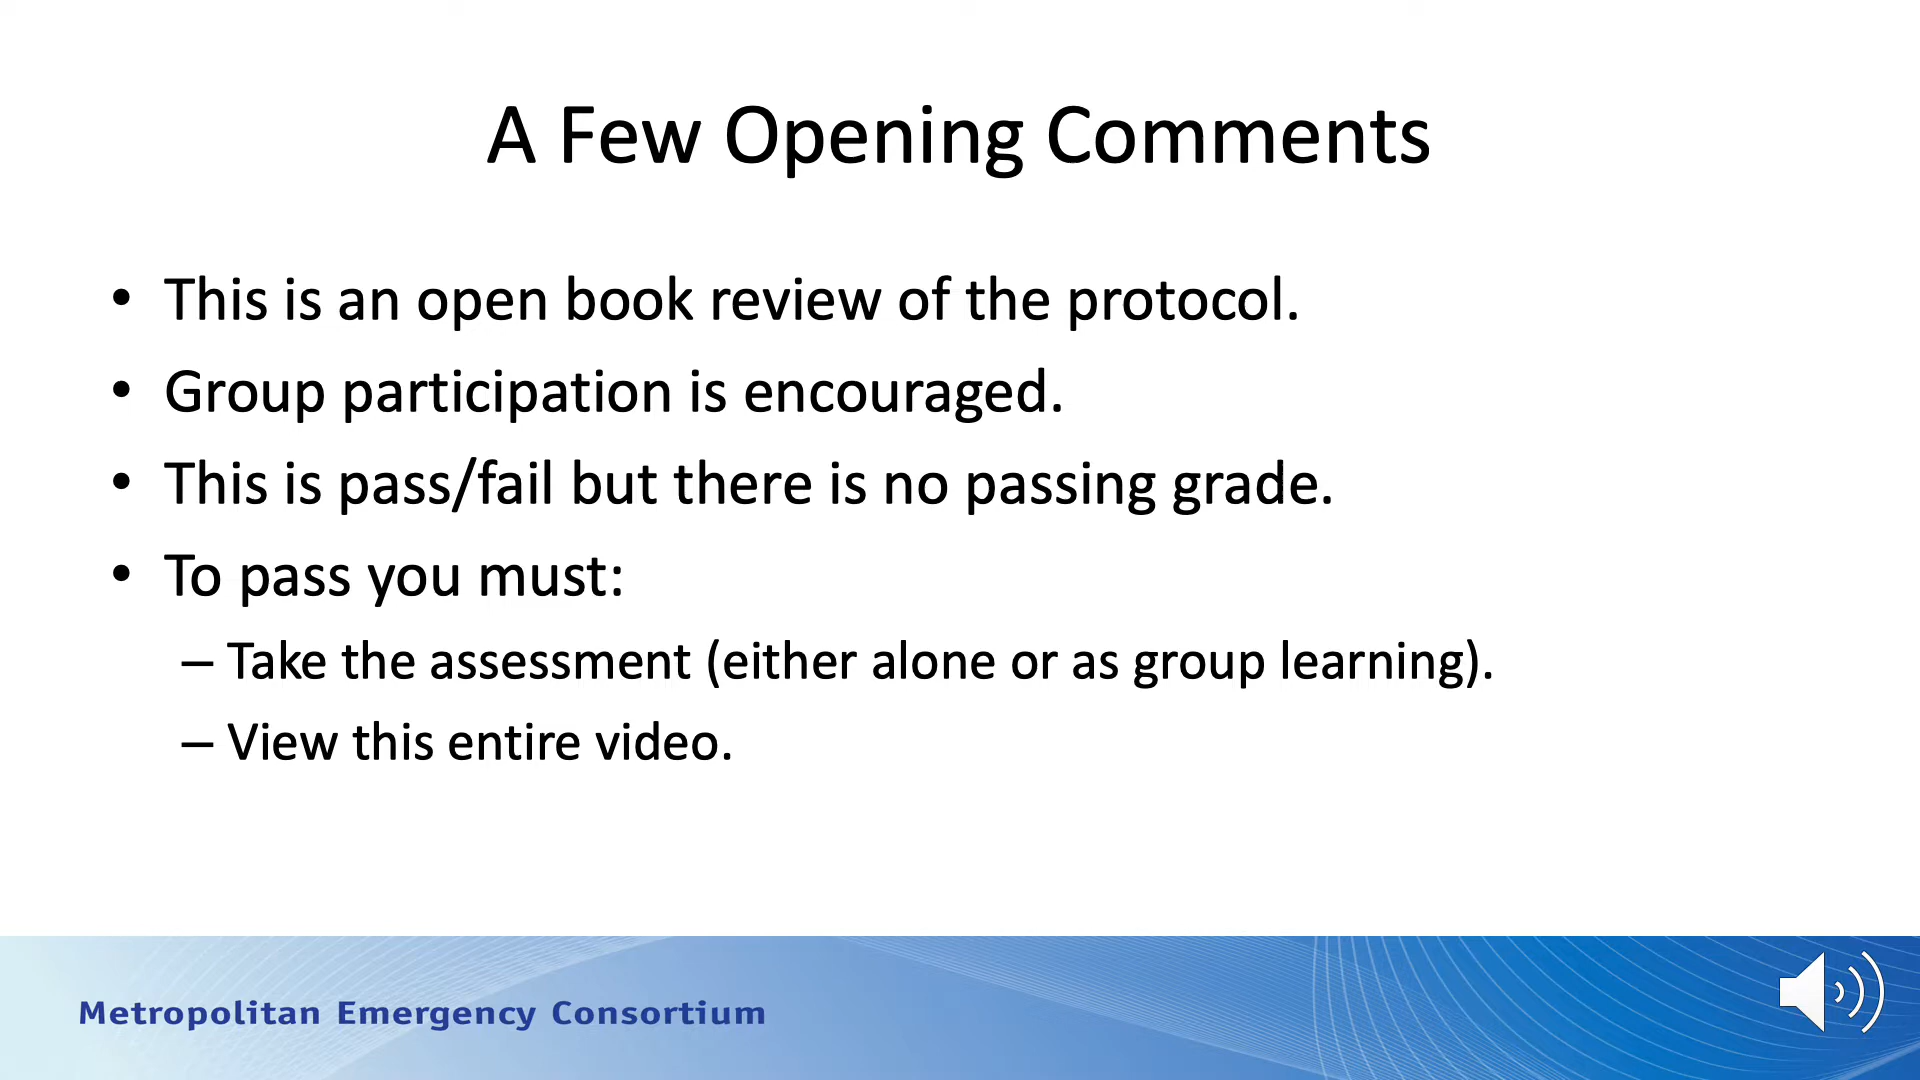 A Few Opening Comments
• This is an open book review of the protocol.
• Group participation is encouraged.
• This is pass/fail but there is no passing grade.
• To pass you must:
– Take the assessment (either alone or as group learning).
– View this entire video.
Metropolitan Emergency Consortium